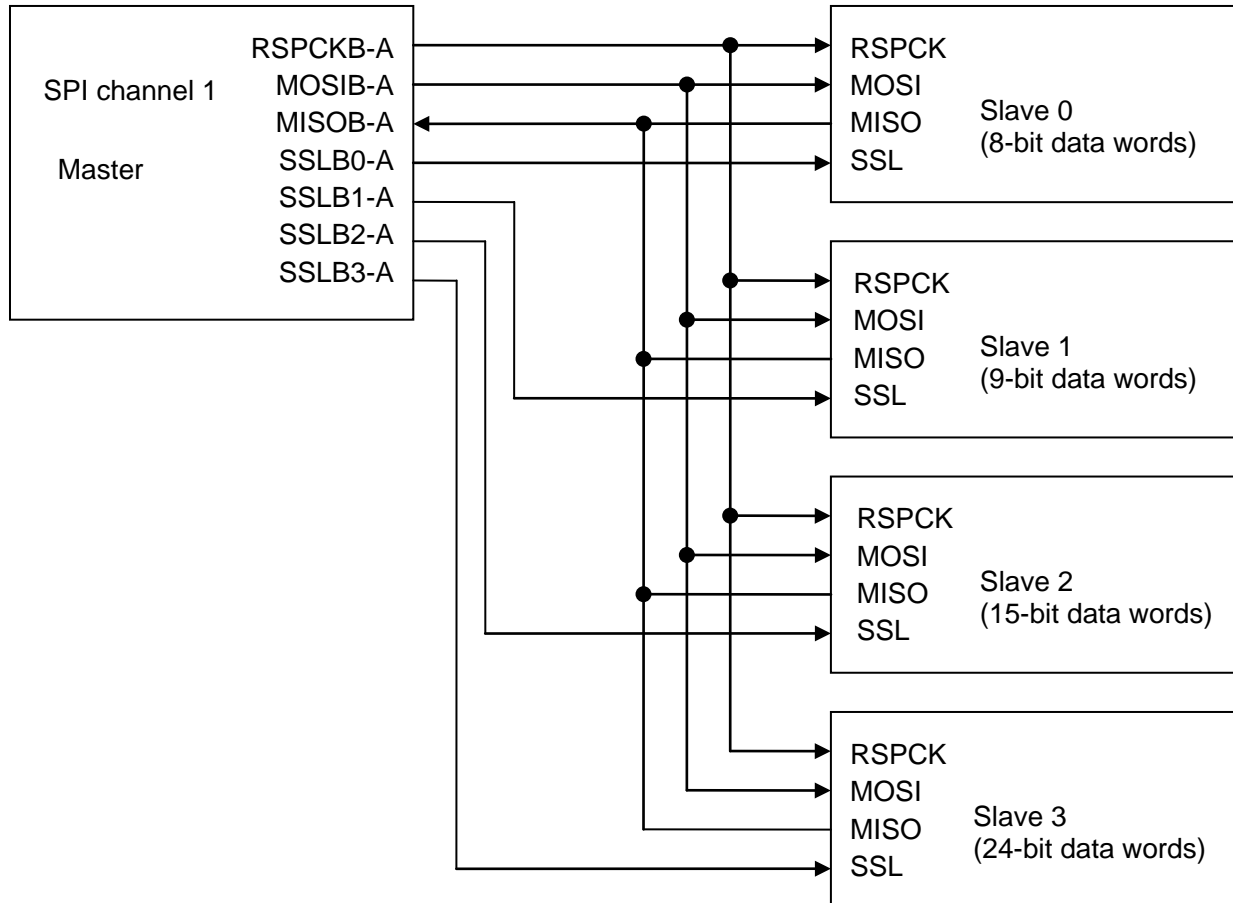 SPI channel 1
Master
RSPCKB-A
MOSIB-A
MISOB-A
SSLB0-A
SSLB1-A
SSLB2-A
SSLB3-A
RSPCK
MOSI
MISO
SSL
Slave 0
(8-bit data words)
RSPCK
MOSI
MISO
SSL
Slave 1
(9-bit data words)
RSPCK
MOSI
MISO
SSL
Slave 2
(15-bit data words)
RSPCK
MOSI
MISO
SSL
Slave 3
(24-bit data words)